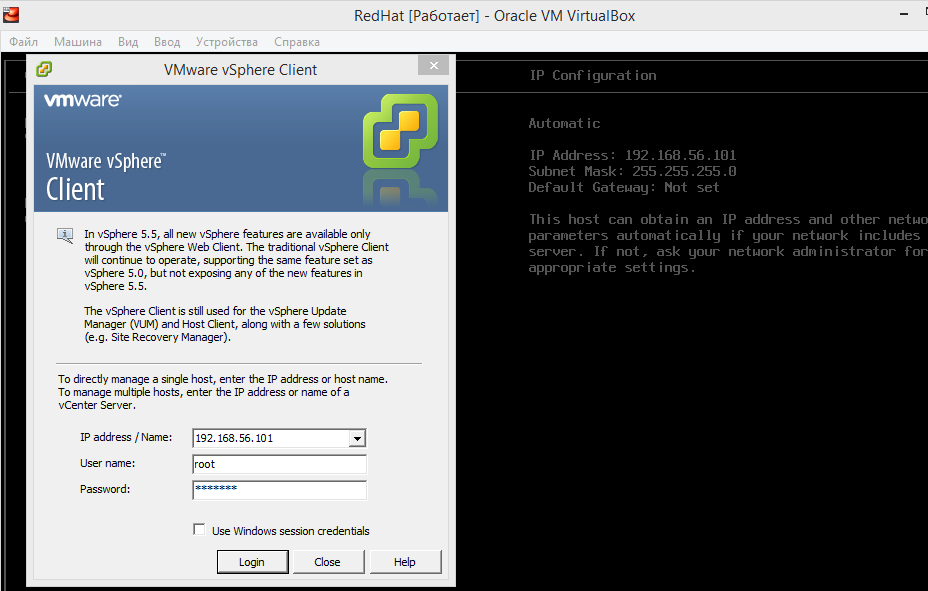 RedHat [Работает] - Oracle VM VirtualBox
Файл Машина Вид Ввод Устройства Справка
VMware vSphere Client
vmware®
VMware vSphere™
Client
In vSphere 5.5, all new vSphere features are available only
through the vSphere Web Client. The traditional vSphere Client
will continue to operate, supporting the same feature set as
vSphere 5.0, but not exposing any of the new features in
vSphere 5.5.
The vSphere Client is still used for the vSphere Update
Manager (VUM) and Host Client, along with a few solutions
(e.g. Site Recovery Manager).
To directly manage a single host, enter the IP address or host name.
To manage multiple hosts, enter the IP address or name of a
vCenter Server.
IP address / Name: 192.168.56.101
User name: root
Password: *******
Use Windows session credentials
Login Close Help
IP Configuration
Automatic
IP Address: 192.168.56.101
Subnet Mask: 255.255.255.0
Default Gateway: Not set
This host can obtain an IP address and other netwo
parameters automatically if your network includes
server. If not, ask your network administrator for
appropriate settings.